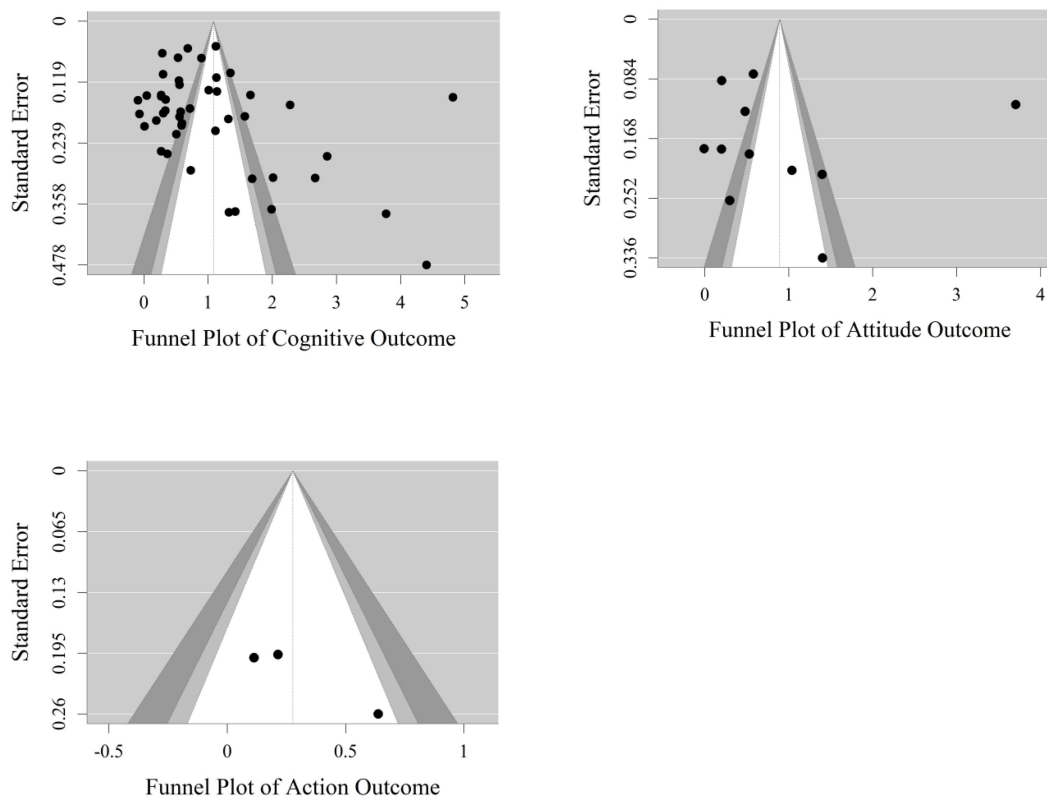 Standard Error
0
0.119
0.239
0.358
0.478
0 1 2 3 4 5
Funnel Plot of Cognitive Outcome
Standard Error
0
0.084
0.168
0.252
0.336
0 1 2 3 4
Funnel Plot of Attitude Outcome
Standard Error
0
0.065
0.13
0.195
0.26
-0.5 0 0.5 1
Funnel Plot of Action Outcome